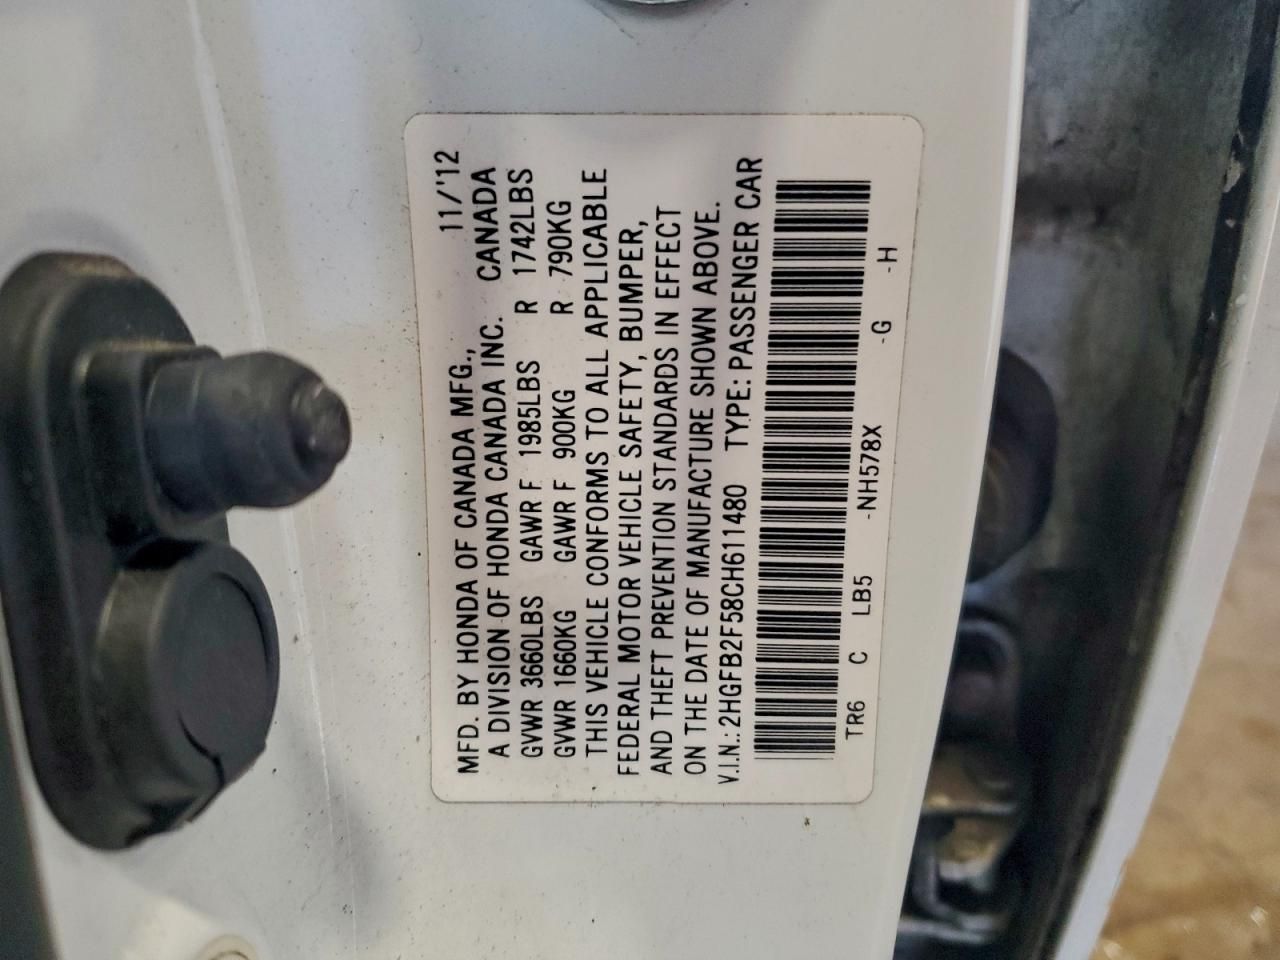 MFD. BY HONDA OF CANADA MFG., 11/'12
A DIVISION OF HONDA CANADA INC. CANADA
GVWR 3660LBS GAWR F 1985LBS R 1742LBS
GVWR 1660KG GAWR F 900KG R 790KG
THIS VEHICLE CONFORMS TO ALL APPLICABLE
FEDERAL MOTOR VEHICLE SAFETY, BUMPER,
AND THEFT PREVENTION STANDARDS IN EFFECT
ON THE DATE OF MANUFACTURE SHOWN ABOVE.
V.I.N.: 2HGFB2F58CH611480 TYPE: PASSENGER CAR
TR6 C LB5 -NH578X -G -H